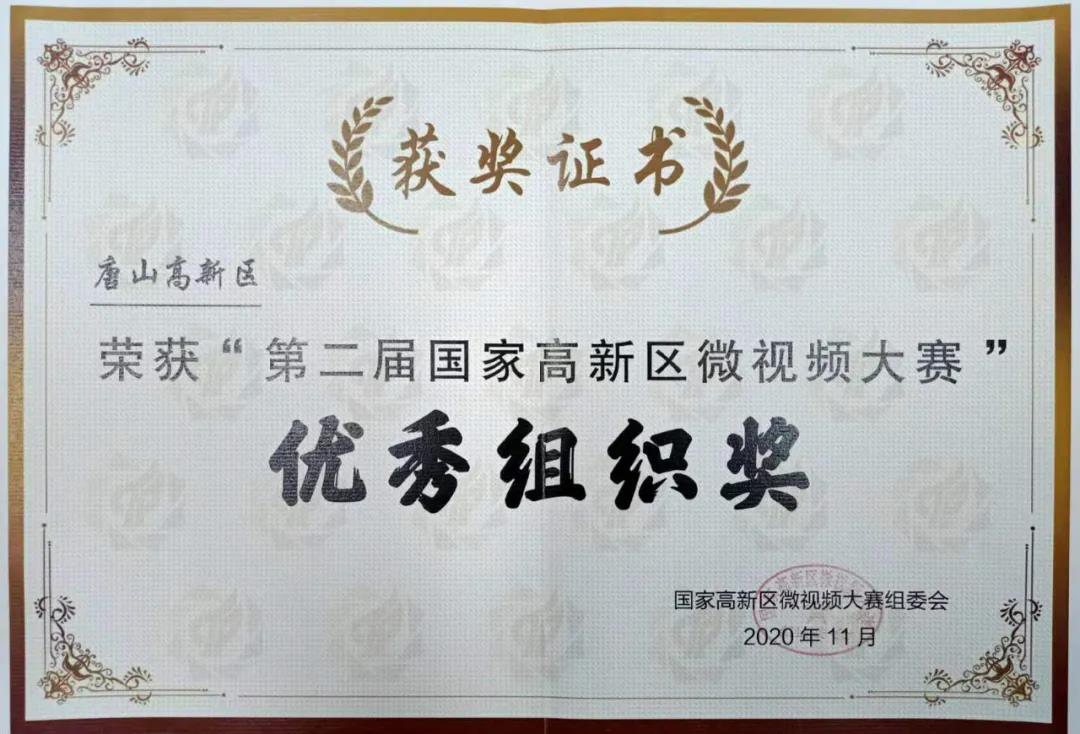 获奖证书
唐山高新区
荣获“第二届国家高新区微视频大赛”
优秀组织奖
国家高新区微视频大赛组委会
2020年11月